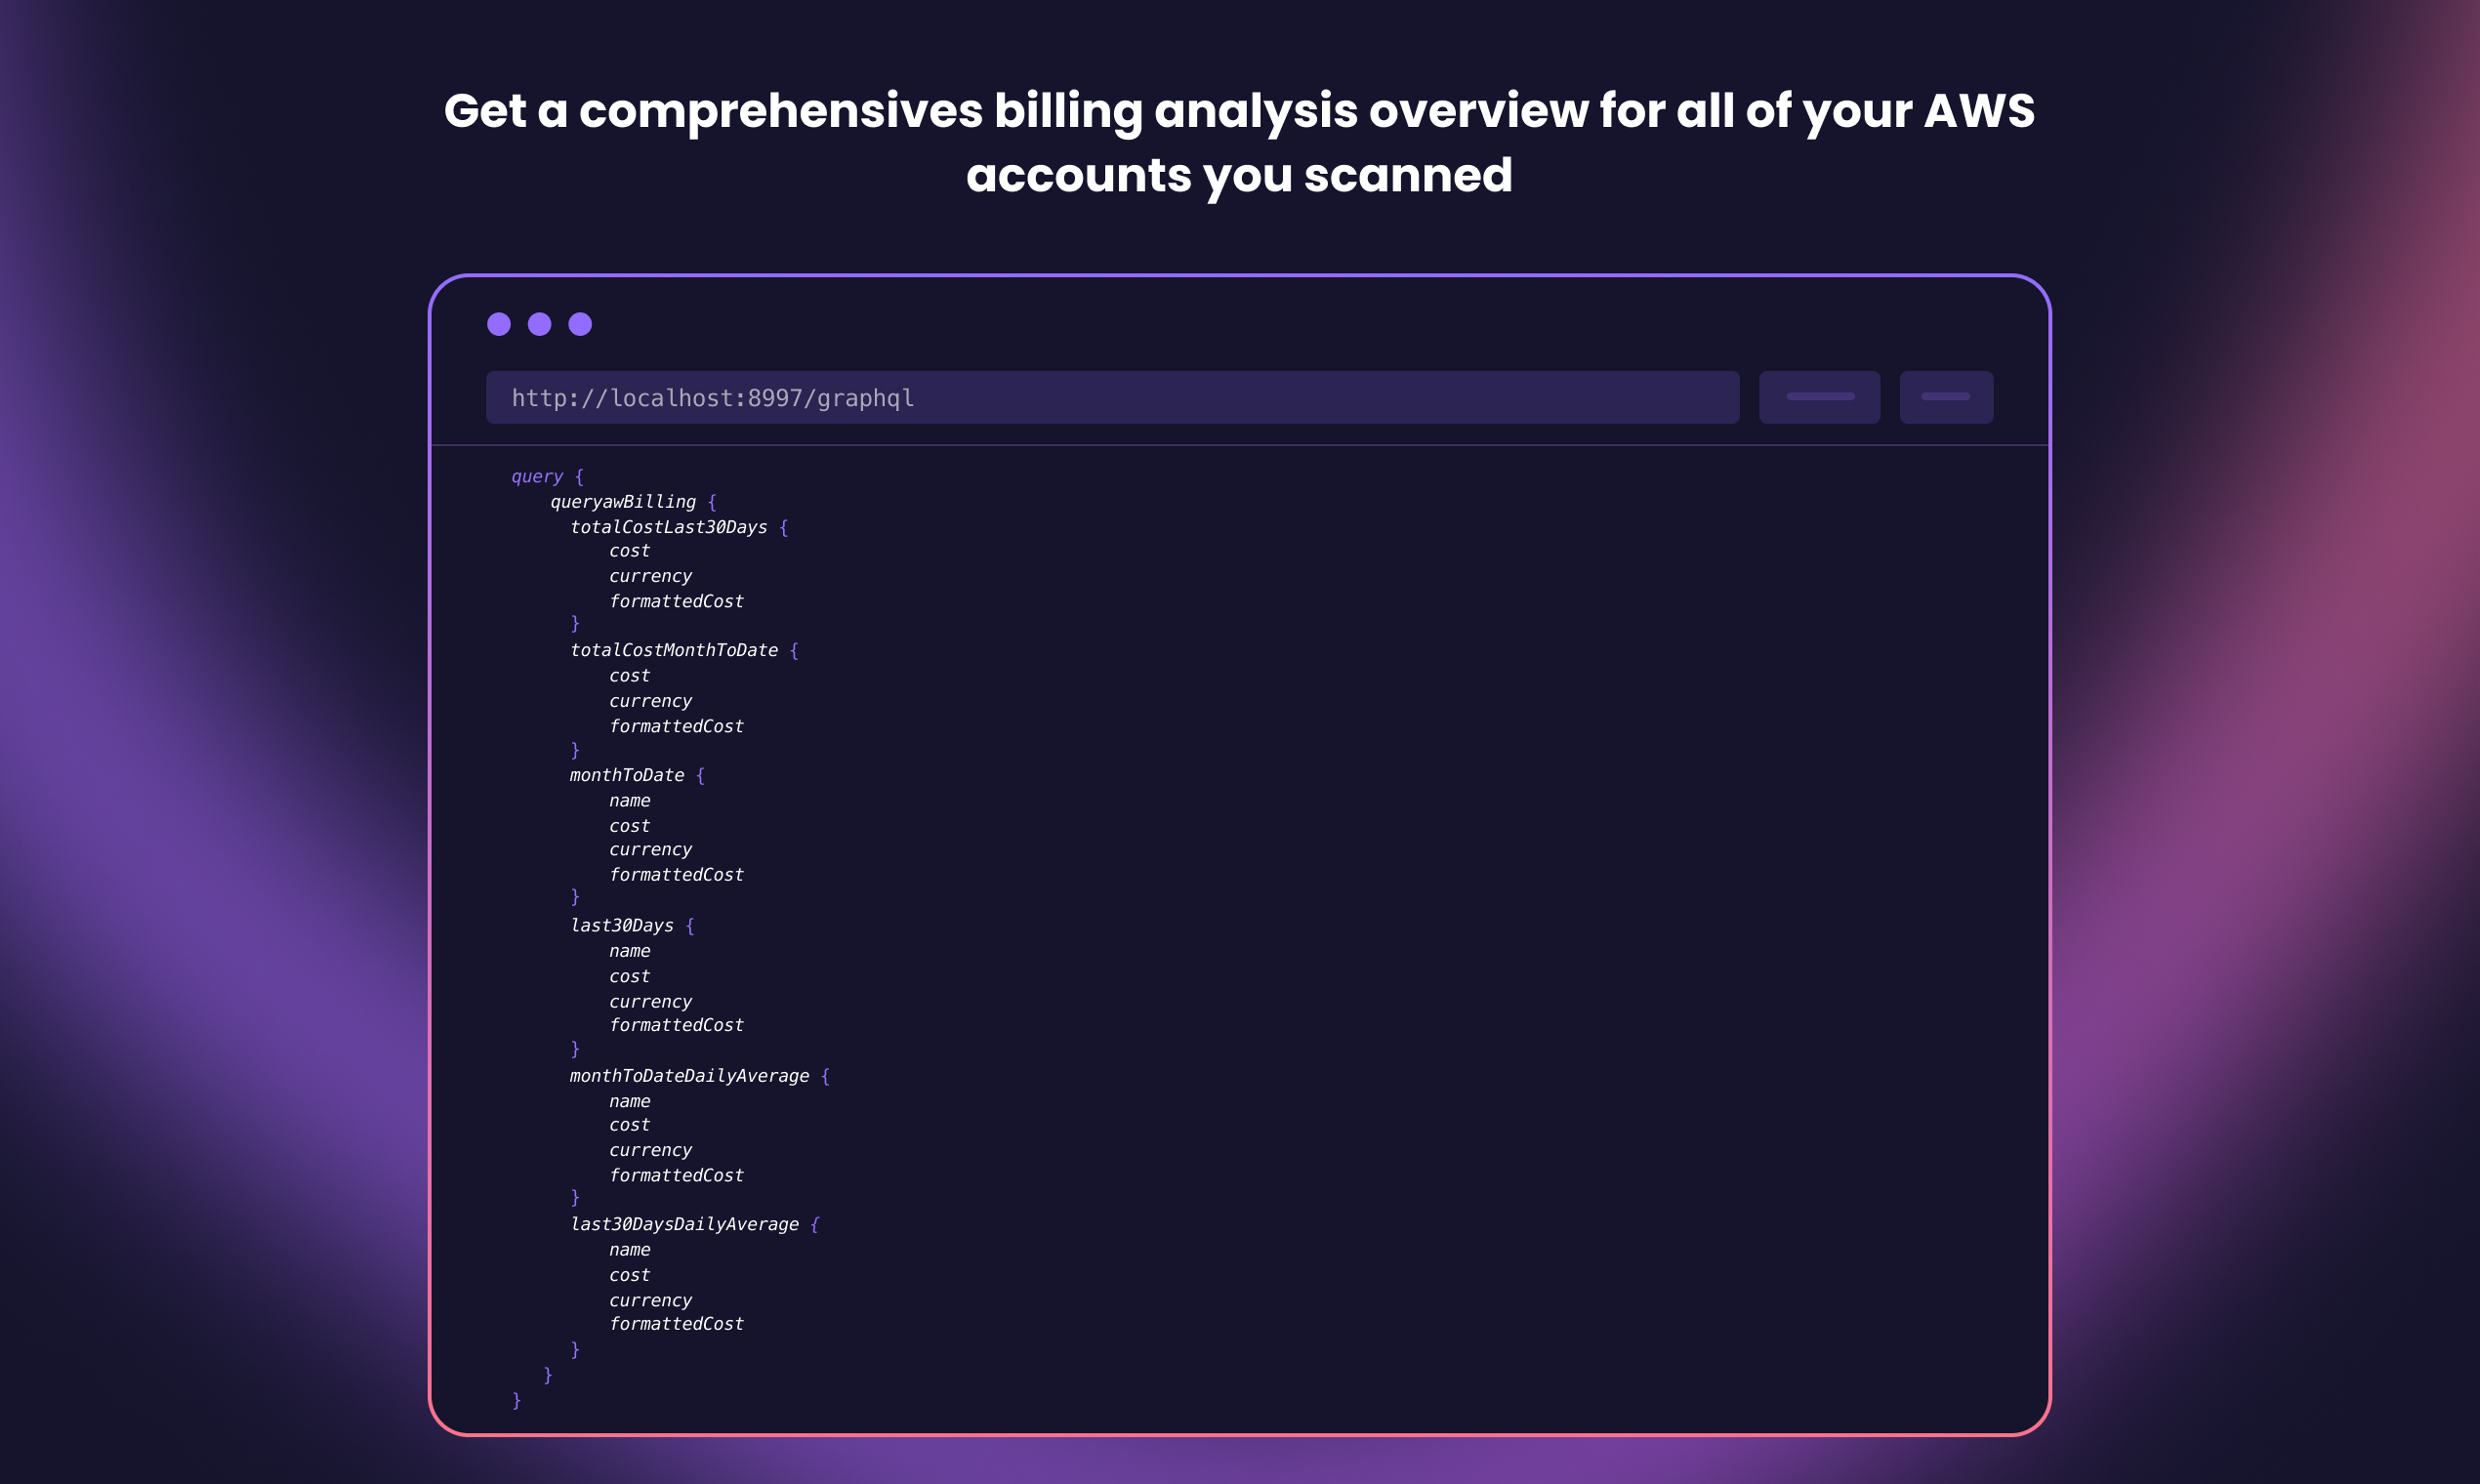 Get a comprehensives billing analysis overview for all of your AWS
accounts you scanned
http://localhost:8997/graphql
query {
queryawBilling {
totalCostLast30Days {
cost
currency
formattedCost
}
totalCostMonthToDate {
cost
currency
formattedCost
}
monthToDate {
name
cost
currency
formattedCost
}
last30Days {
name
cost
currency
formattedCost
}
monthToDateDailyAverage {
name
cost
currency
formattedCost
}
last30DaysDailyAverage {
name
cost
currency
formattedCost
}
}
}